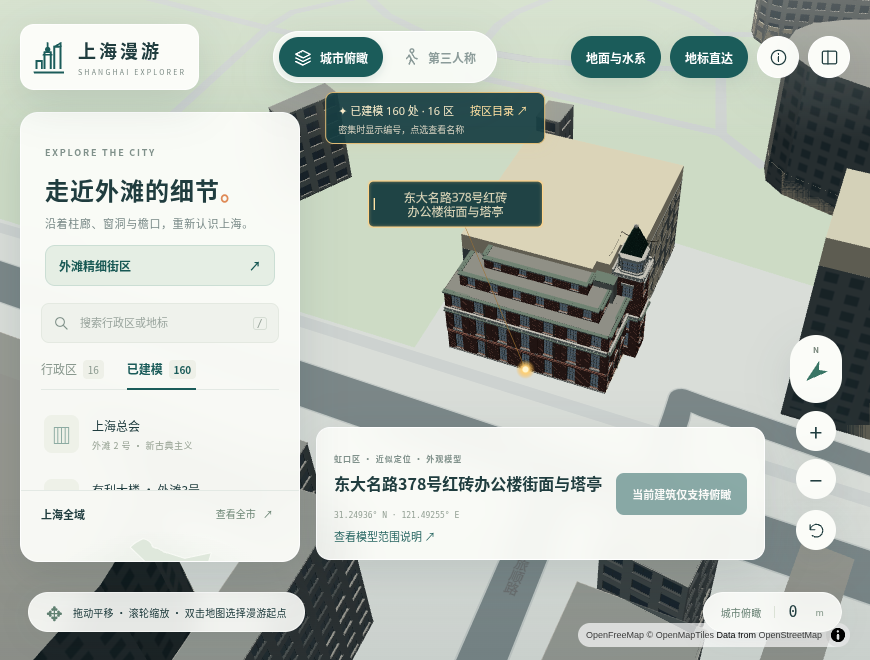 上海漫游
SHANGHAI EXPLORER
城市俯瞰
第三人称
地面与水系
地标直达
✦ 已建模 160 处 · 16 区 按区目录 ↗
密集时显示编号，点选查看名称
东大名路378号红砖
办公楼街面与塔亭
EXPLORE THE CITY
走近外滩的细节。
沿着柱廊、窗洞与檐口，重新认识上海。
外滩精细街区 ↗
搜索行政区或地标 /
行政区 16 已建模 160
上海总会
外滩 2 号 · 新古典主义
有利大楼 · 外滩3号
上海全域 查看全市 ↗
N
+
−
虹口区 · 近似定位 · 外观模型
东大名路378号红砖办公楼街面与塔亭
当前建筑仅支持俯瞰
31.24936° N · 121.49255° E
查看模型范围说明 ↗
拖动平移 · 滚轮缩放 · 双击地图选择漫游起点
城市俯瞰 0 m
OpenFreeMap © OpenMapTiles Data from OpenStreetMap